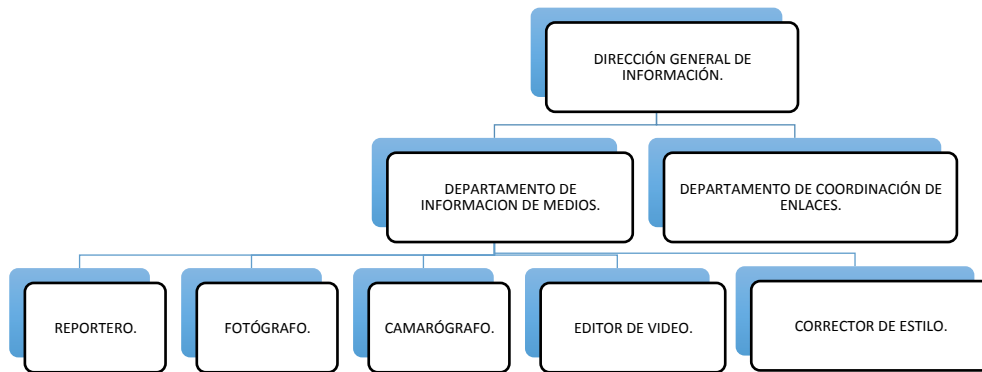 DIRECCIÓN GENERAL DE
INFORMACIÓN.
DEPARTAMENTO DE
INFORMACION DE MEDIOS.
DEPARTAMENTO DE COORDINACIÓN DE
ENLACES.
REPORTERO.
FOTÓGRAFO.
CAMARÓGRAFO.
EDITOR DE VIDEO.
CORRECTOR DE ESTILO.